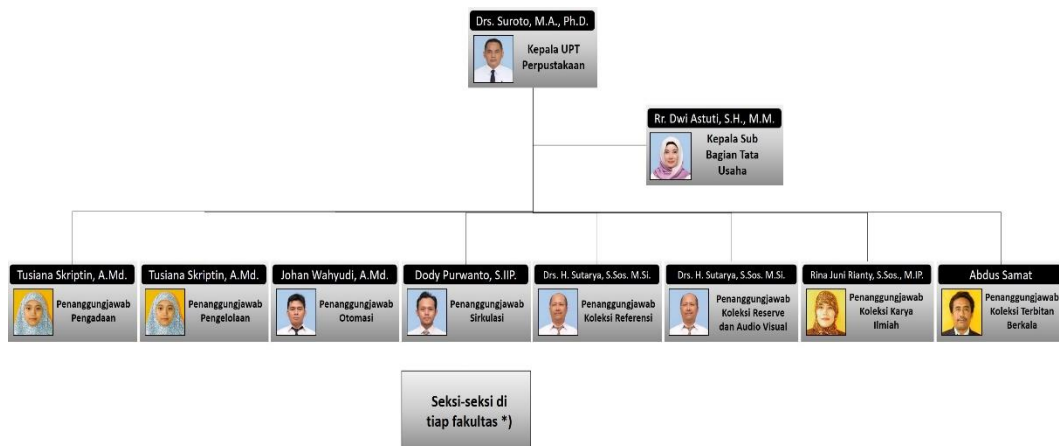 Drs. Suroto, M.A., Ph.D.
Kepala UPT
Perpustakaan
Rr. Dwi Astuti, S.H., M.M.
Kepala Sub
Bagian Tata
Usaha
Tusiana Skriptin, A.Md.
Penanggungjawab
Pengadaan
Tusiana Skriptin, A.Md.
Penanggungjawab
Pengelolaan
Johan Wahyudi, A.Md.
Penanggungjawab
Otomasi
Dody Purwanto, S.IIP.
Penanggungjawab
Sirkulasi
Drs. H. Sutarya, S.Sos. M.Si.
Penanggungjawab
Koleksi Referensi
Drs. H. Sutarya, S.Sos. M.Si.
Penanggungjawab
Koleksi Reserve
dan Audio Visual
Rina Juni Rianty, S.Sos., M.IP.
Penanggungjawab
Koleksi Karya
Ilmiah
Abdus Samat
Penanggungjawab
Koleksi Terbitan
Berkala
Seksi-seksi di
tiap fakultas *)